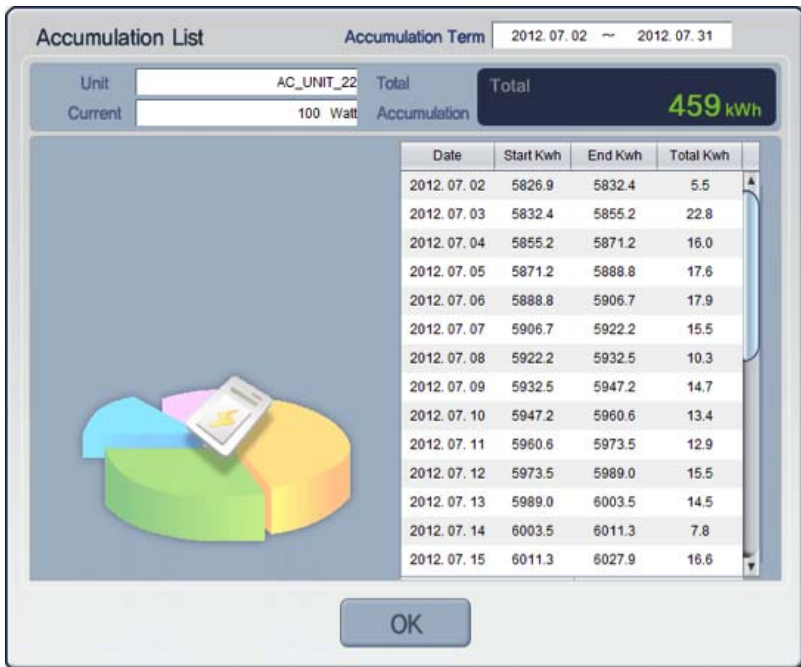 Accumulation List
Accumulation Term 2012. 07. 02 ~ 2012. 07. 31
Unit AC_UNIT_22 Total Accumulation Total 459 kWh
Current 100 Watt
Date Start Kwh End Kwh Total Kwh
2012. 07. 02 5826.9 5832.4 5.5
2012. 07. 03 5832.4 5855.2 22.8
2012. 07. 04 5855.2 5871.2 16.0
2012. 07. 05 5871.2 5888.8 17.6
2012. 07. 06 5888.8 5906.7 17.9
2012. 07. 07 5906.7 5922.2 15.5
2012. 07. 08 5922.2 5932.5 10.3
2012. 07. 09 5932.5 5947.2 14.7
2012. 07. 10 5947.2 5960.6 13.4
2012. 07. 11 5960.6 5973.5 12.9
2012. 07. 12 5973.5 5989.0 15.5
2012. 07. 13 5989.0 6003.5 14.5
2012. 07. 14 6003.5 6011.3 7.8
2012. 07. 15 6011.3 6027.9 16.6
OK